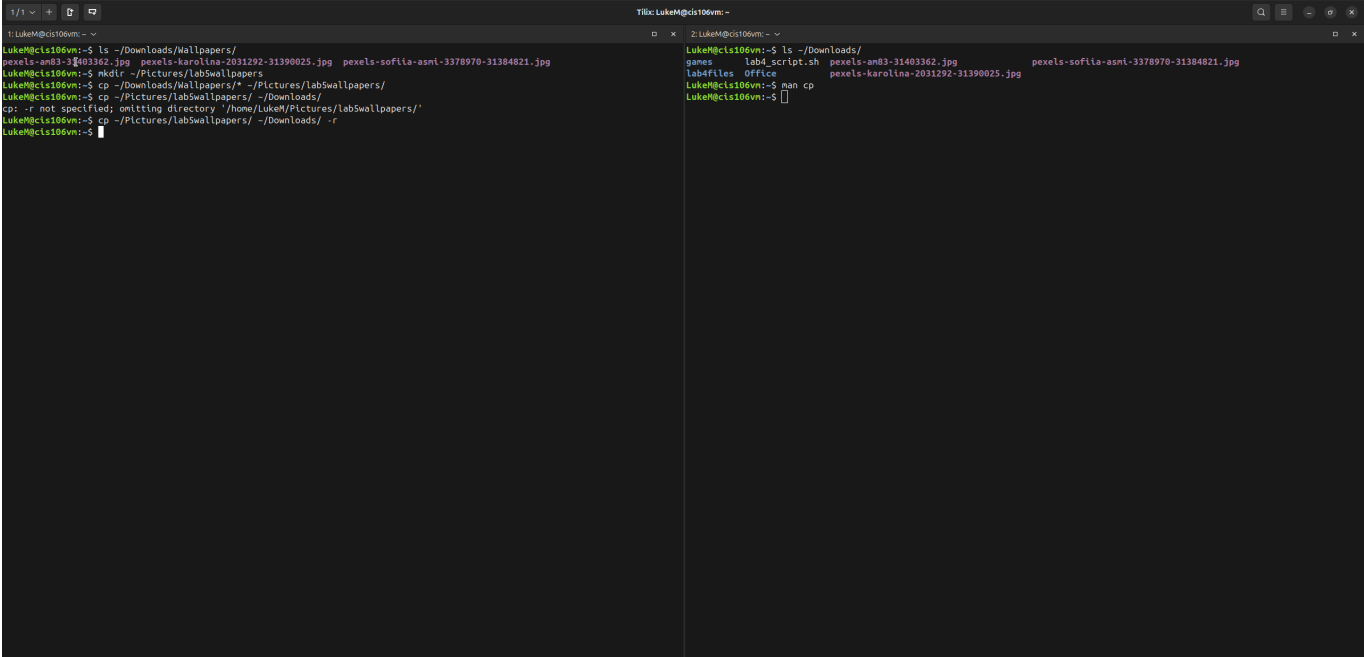 1/1
Tilix: LukeM@cis106vm: ~
1: LukeM@cis106vm: ~
LukeM@cis106vm:~$ ls ~/Downloads/Wallpapers/
pexels-am83-31403362.jpg  pexels-karolina-2031292-31390025.jpg  pexels-sofiia-asmi-3378970-31384821.jpg
LukeM@cis106vm:~$ mkdir ~/Pictures/lab5wallpapers
LukeM@cis106vm:~$ cp ~/Downloads/Wallpapers/* ~/Pictures/lab5wallpapers/
LukeM@cis106vm:~$ cp ~/Pictures/lab5wallpapers/ ~/Downloads/
cp: -r not specified; omitting directory '/home/LukeM/Pictures/lab5wallpapers/'
LukeM@cis106vm:~$ cp ~/Pictures/lab5wallpapers/ ~/Downloads/ -r
LukeM@cis106vm:~$
2: LukeM@cis106vm: ~
LukeM@cis106vm:~$ ls ~/Downloads/
games      lab4_script.sh  pexels-am83-31403362.jpg              pexels-sofiia-asmi-3378970-31384821.jpg
lab4files  Office          pexels-karolina-2031292-31390025.jpg
LukeM@cis106vm:~$ man cp
LukeM@cis106vm:~$